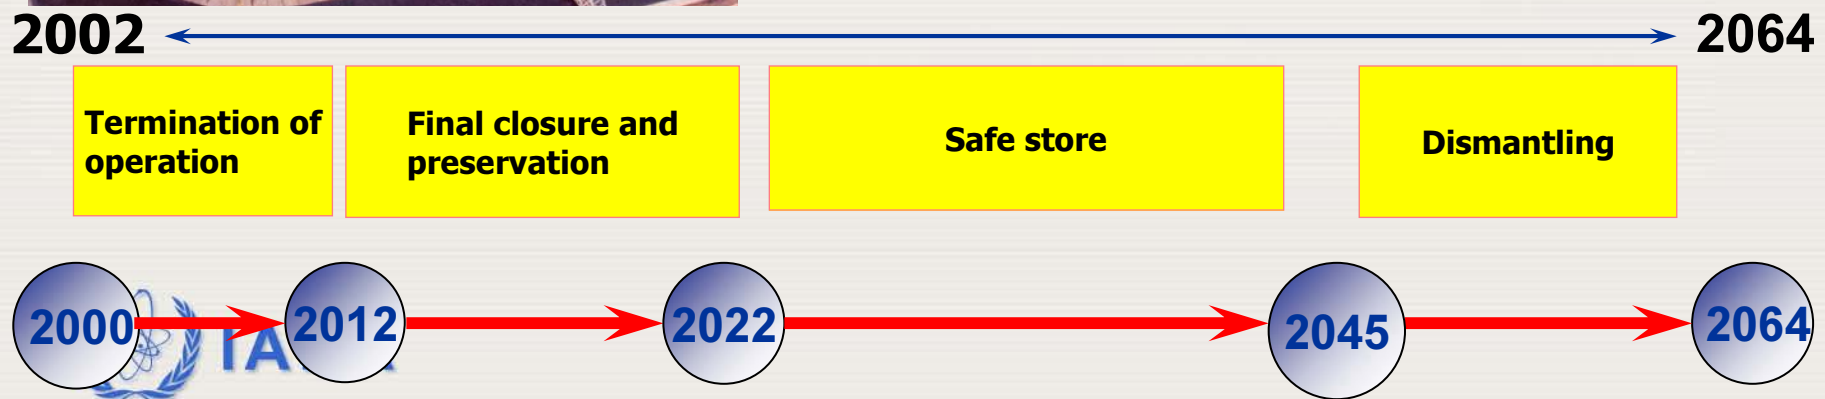 2002
2064
Termination of
operation
Final closure and
preservation
Safe store
Dismantling
2000
2012
2022
2045
2064